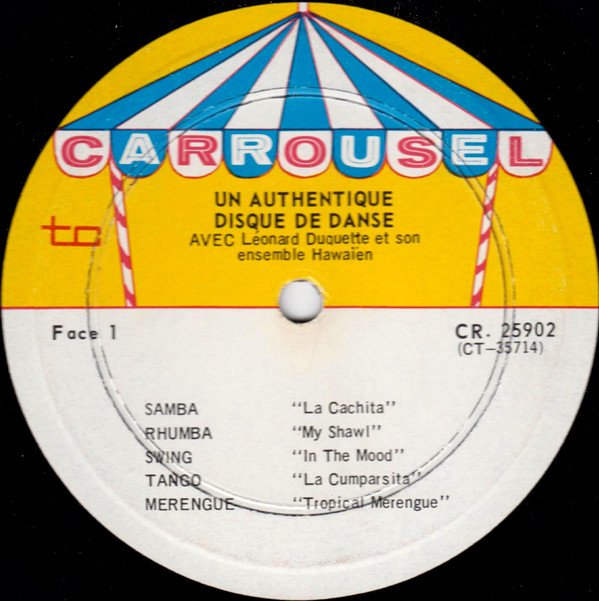 CARROUSEL
UN AUTHENTIQUE
DISQUE DE DANSE
AVEC Léonard Duquette et son
ensemble Hawaïen
tc
Face 1
CR. 25902
(CT-35714)
SAMBA "La Cachita"
RHUMBA "My Shawl"
SWING "In The Mood"
TANGO "La Cumparsita"
MERENGUE "Tropical Merengue"